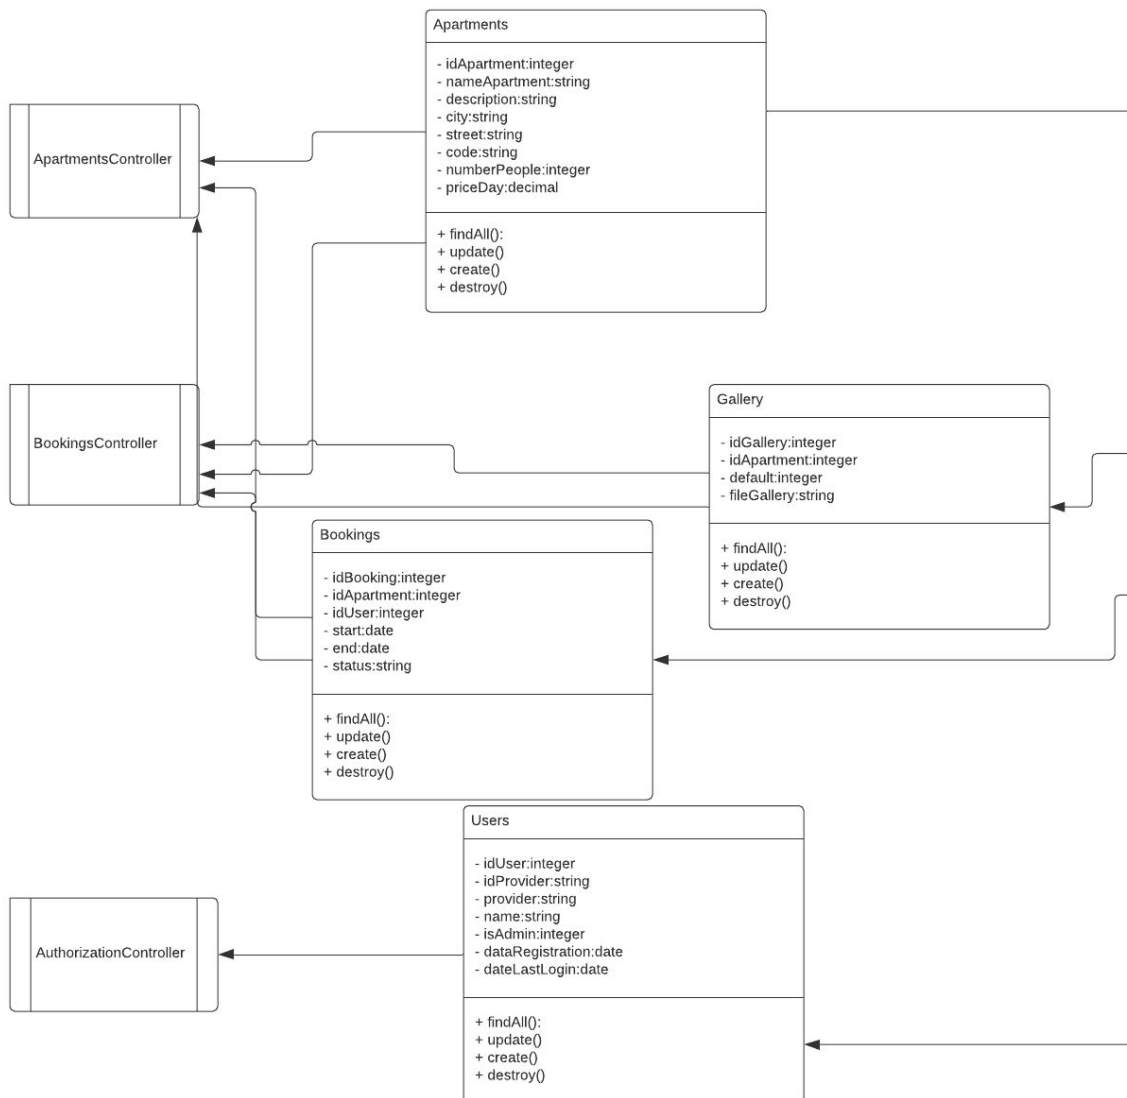 Apartments
- idApartment:integer
- nameApartment:string
- description:string
- city:string
- street:string
- code:string
- numberPeople:integer
- priceDay:decimal
+ findAll():
+ update()
+ create()
+ destroy()
ApartmentsController
BookingsController
Gallery
- idGallery:integer
- idApartment:integer
- default:integer
- fileGallery:string
+ findAll():
+ update()
+ create()
+ destroy()
Bookings
- idBooking:integer
- idApartment:integer
- idUser:integer
- start:date
- end:date
- status:string
+ findAll():
+ update()
+ create()
+ destroy()
Users
- idUser:integer
- idProvider:string
- provider:string
- name:string
- isAdmin:integer
- dataRegistration:date
- dateLastLogin:date
+ findAll():
+ update()
+ create()
+ destroy()
AuthorizationController